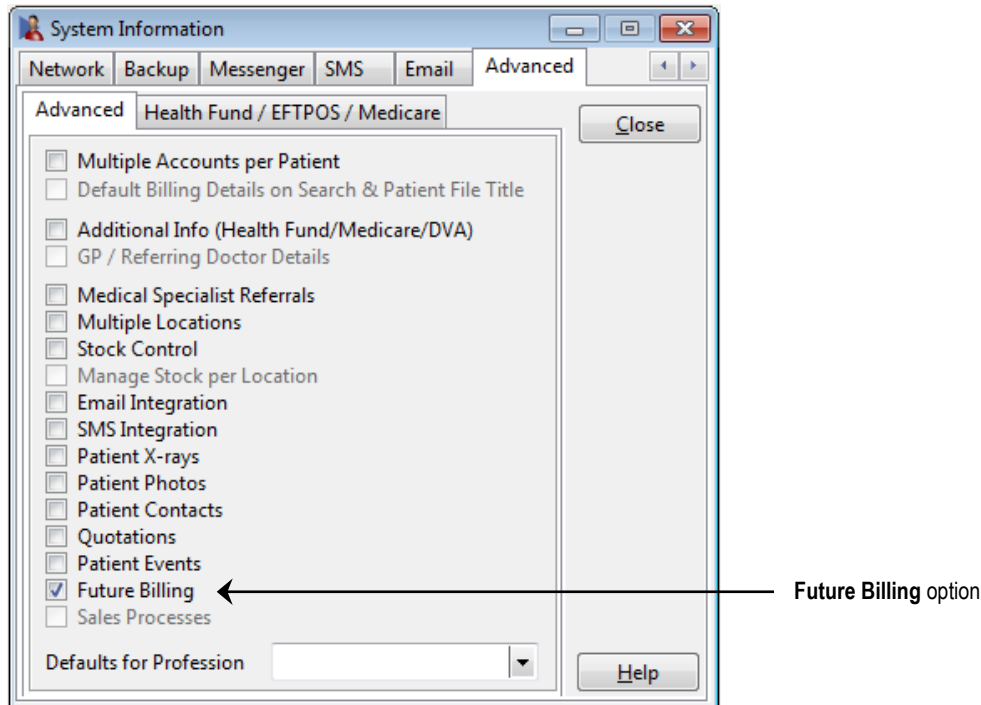 System Information
Network Backup Messenger SMS Email Advanced
Advanced Health Fund / EFTPOS / Medicare
Close
Multiple Accounts per Patient
Default Billing Details on Search & Patient File Title
Additional Info (Health Fund/Medicare/DVA)
GP / Referring Doctor Details
Medical Specialist Referrals
Multiple Locations
Stock Control
Manage Stock per Location
Email Integration
SMS Integration
Patient X-rays
Patient Photos
Patient Contacts
Quotations
Patient Events
Future Billing
Future Billing option
Sales Processes
Defaults for Profession
Help